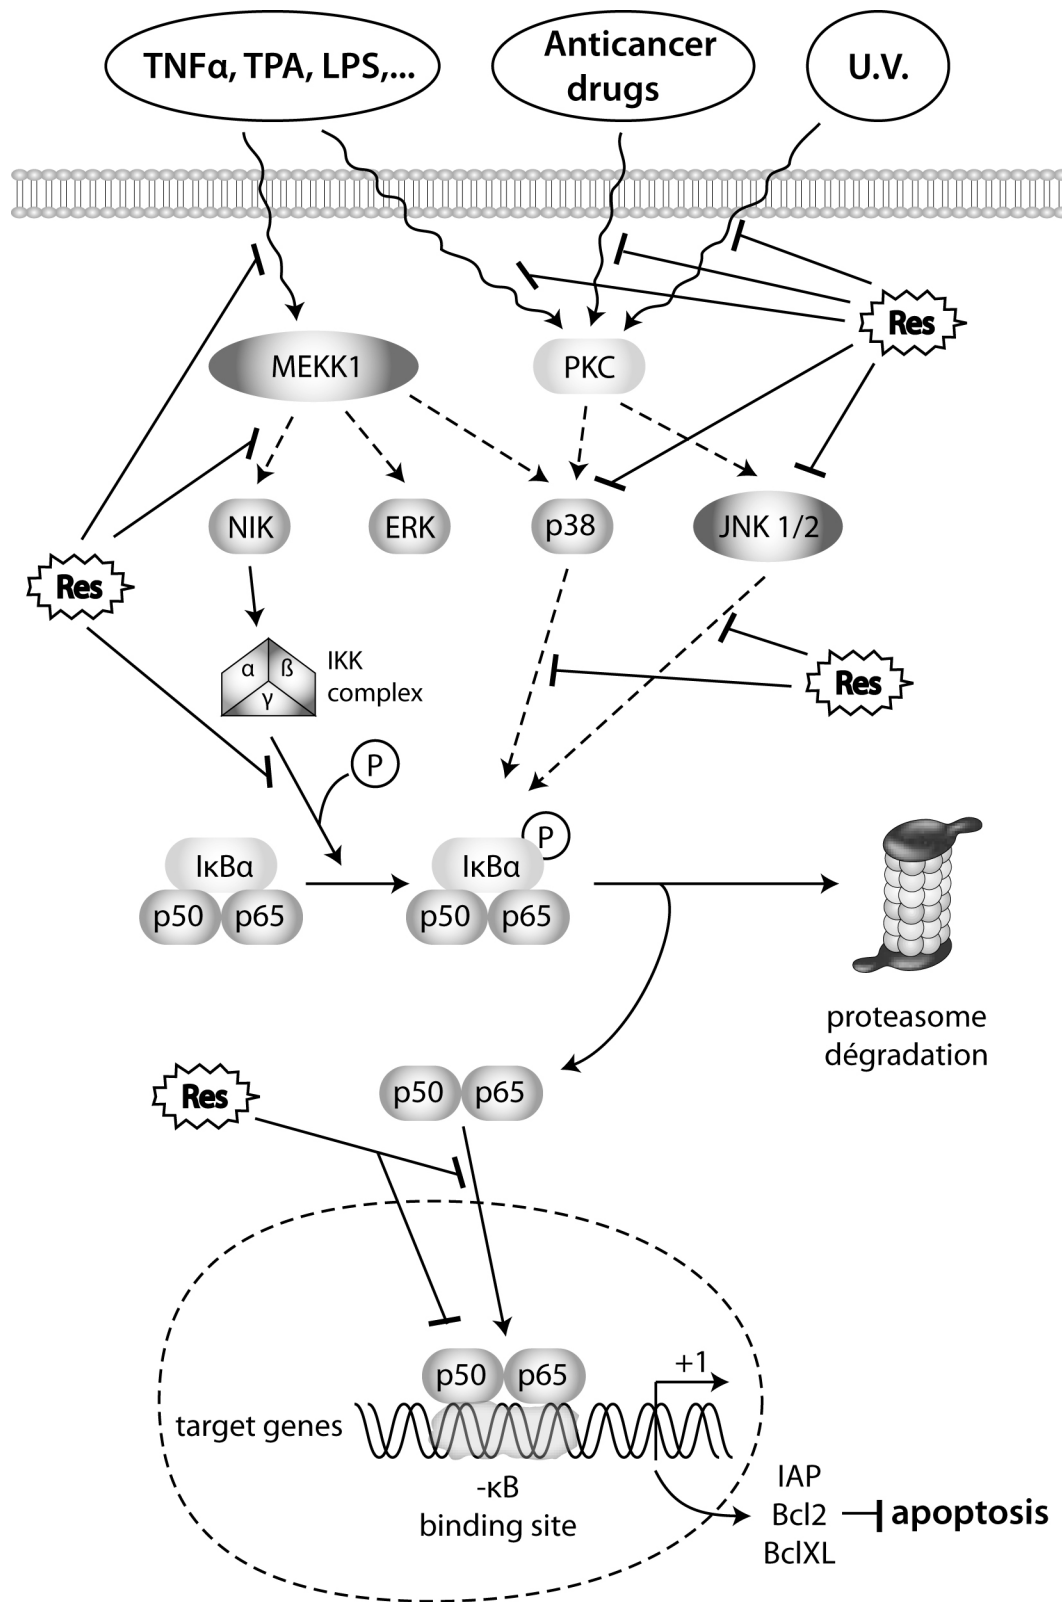 TNFα, TPA, LPS,...
Anticancer
drugs
U.V.
Res
MEKK1
PKC
NIK
ERK
p38
JNK 1/2
Res
α
ß
γ
IKK
complex
Res
P
P
IκBα
p50
p65
IκBα
p50
p65
proteasome
dégradation
Res
p50
p65
p50
p65
+1
target genes
-κB
binding site
IAP
Bcl2
BclXL
apoptosis